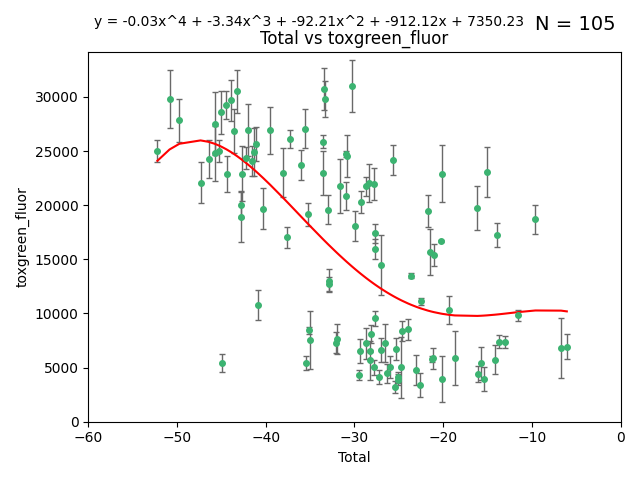 y = -0.03x^4 + -3.34x^3 + -92.21x^2 + -912.12x + 7350.23 N = 105
Total vs toxgreen_fluor
30000
25000
20000
15000
10000
5000
0
toxgreen_fluor
−60 −50 −40 −30 −20 −10 0
Total